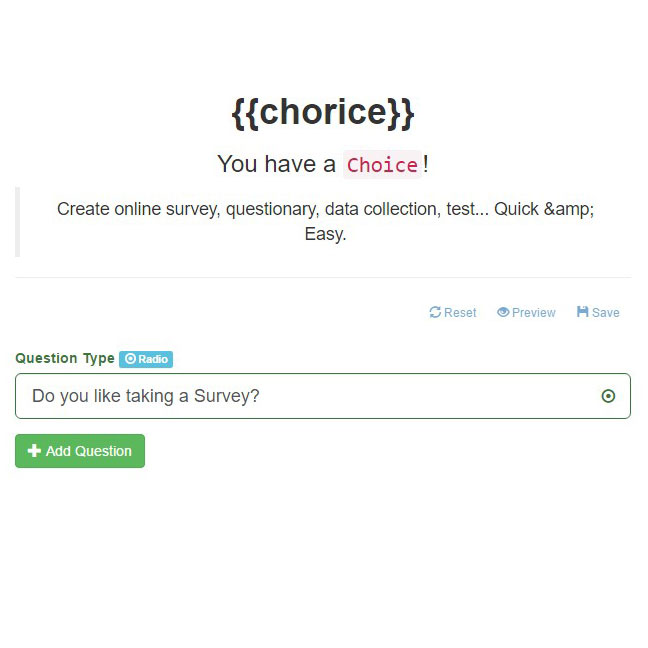 {{chorice}}
You have a Choice!
Create online survey, questionary, data collection, test... Quick &amp;
Easy.
Reset Preview Save
Question Type Radio
Do you like taking a Survey?
Add Question